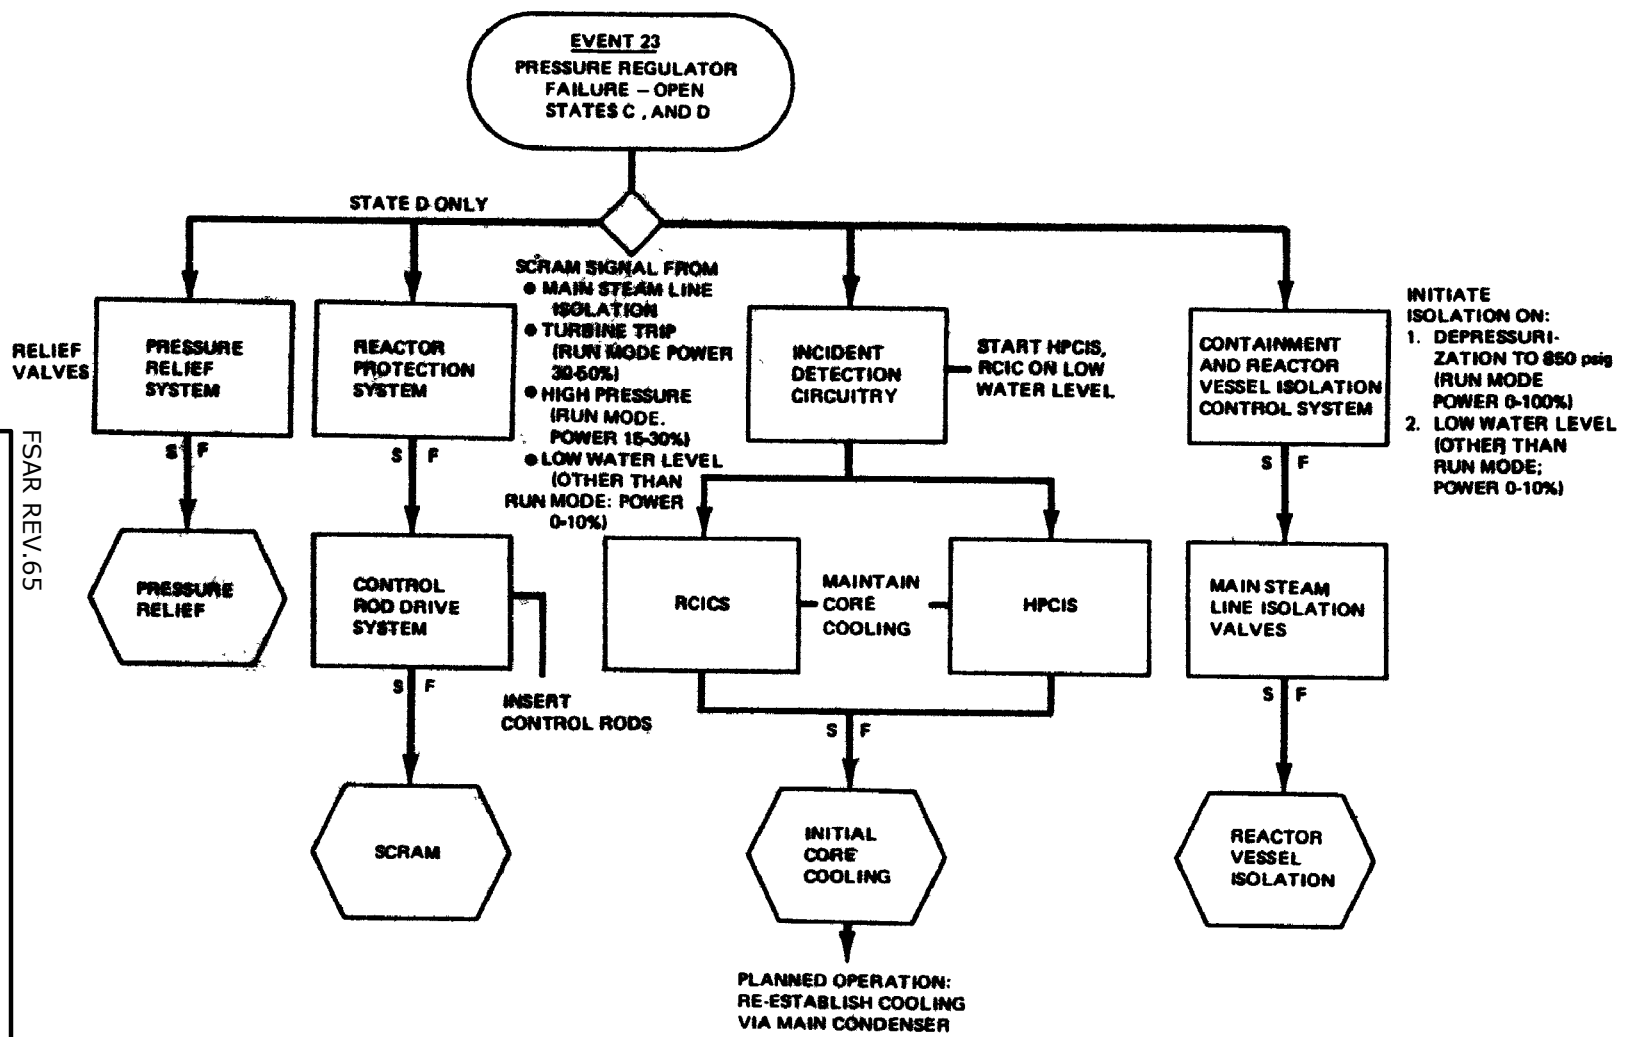 EVENT 23
PRESSURE REGULATOR
FAILURE – OPEN
STATES C , AND D
STATE D ONLY
RELIEF
VALVES
PRESSURE
RELIEF
SYSTEM
REACTOR
PROTECTION
SYSTEM
SCRAM SIGNAL FROM
● MAIN STEAM LINE
ISOLATION
● TURBINE TRIP
(RUN MODE POWER
30-50%)
● HIGH PRESSURE
(RUN MODE.
POWER 15-30%)
● LOW WATER LEVEL
(OTHER THAN
RUN MODE: POWER
0-10%)
INCIDENT
DETECTION
CIRCUITRY
START HPCIS,
RCIC ON LOW
WATER LEVEL
CONTAINMENT
AND REACTOR
VESSEL ISOLATION
CONTROL SYSTEM
INITIATE
ISOLATION ON:
1. DEPRESSURI-
ZATION TO 850 psig
(RUN MODE
POWER 0-100%)
2. LOW WATER LEVEL
(OTHER THAN
RUN MODE;
POWER 0-10%)
S F
S F
S F
FSAR REV.65
PRESSURE
RELIEF
CONTROL
ROD DRIVE
SYSTEM
RCICS
MAINTAIN
CORE
COOLING
HPCIS
MAIN STEAM
LINE ISOLATION
VALVES
S F
INSERT
CONTROL RODS
S F
S F
SCRAM
INITIAL
CORE
COOLING
REACTOR
VESSEL
ISOLATION
PLANNED OPERATION:
RE-ESTABLISH COOLING
VIA MAIN CONDENSER